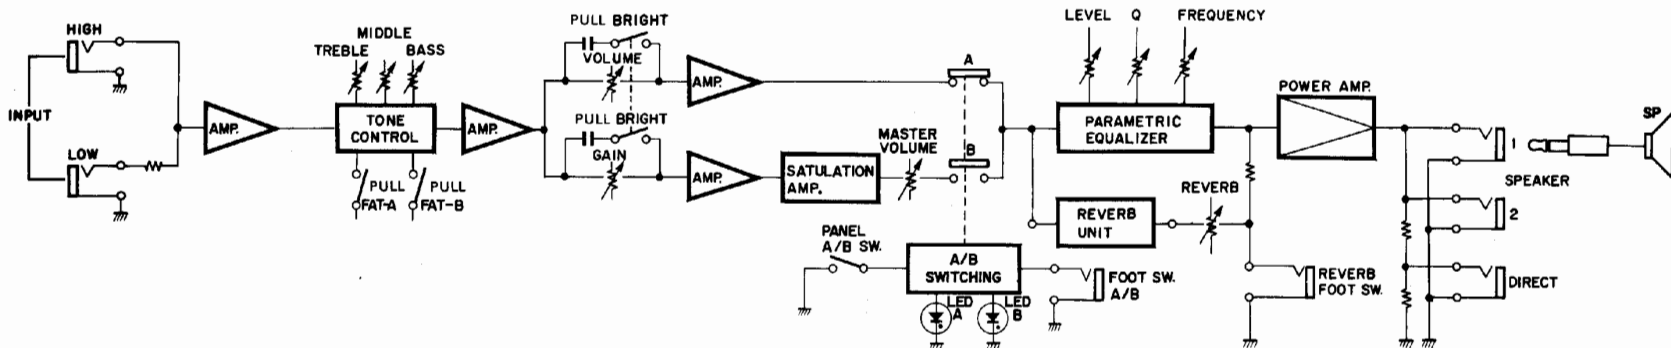 HIGH
INPUT
LOW
AMP.
MIDDLE
TREBLE
BASS
TONE
CONTROL
PULL
FAT-A
PULL
FAT-B
AMP.
PULL BRIGHT
VOLUME
PULL BRIGHT
GAIN
AMP.
AMP.
SATULATION
AMP.
MASTER
VOLUME
A
B
PANEL
A/B SW.
A/B
SWITCHING
LED
A
LED
B
FOOT SW.
A/B
LEVEL
Q
FREQUENCY
PARAMETRIC
EQUALIZER
REVERB
UNIT
REVERB
REVERB
FOOT SW.
POWER AMP.
1
SPEAKER
2
DIRECT
SP